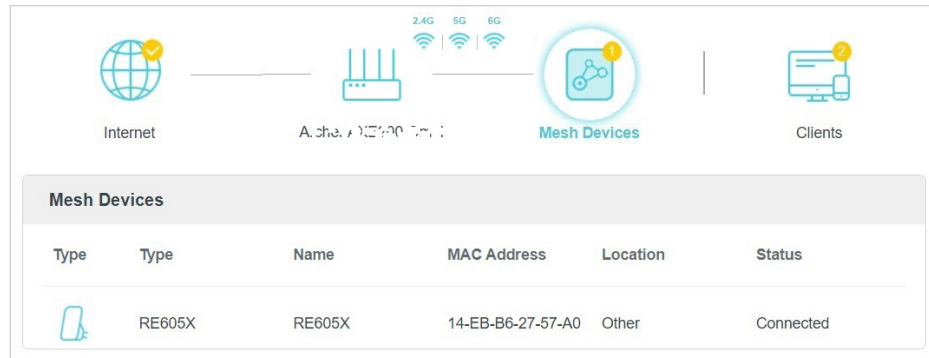 2.4G 5G 6G
1
2
Internet
Mesh Devices
Clients
Mesh Devices
Type Type Name MAC Address Location Status
RE605X RE605X 14-EB-B6-27-57-A0 Other Connected